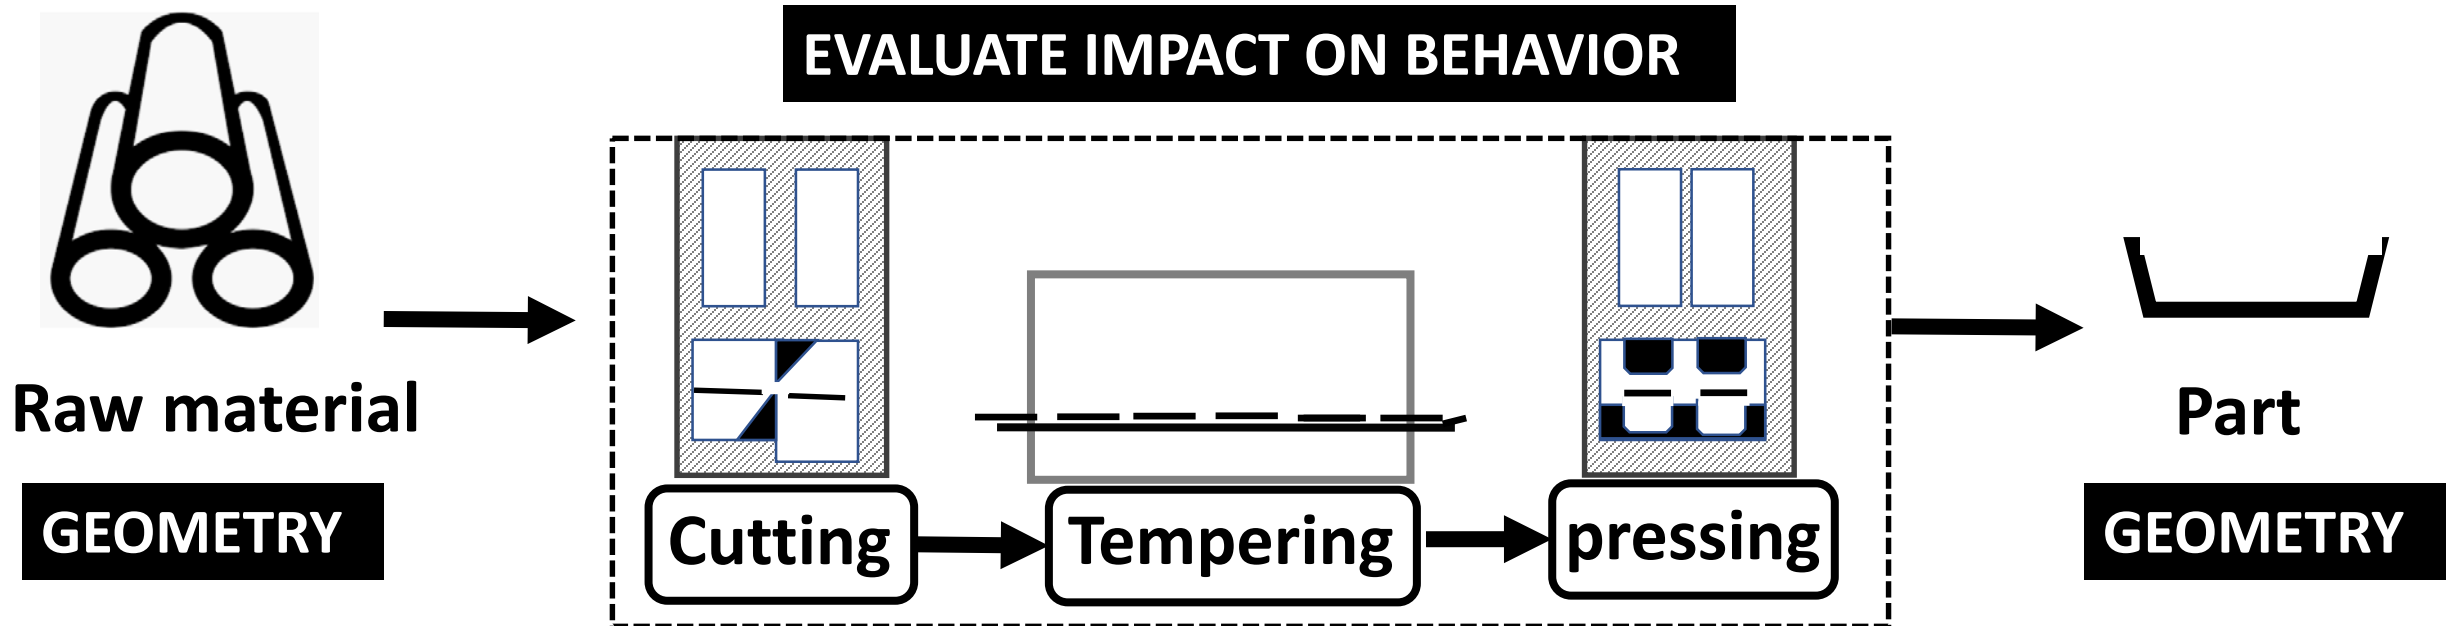 EVALUATE IMPACT ON BEHAVIOR
Raw material
GEOMETRY
Cutting
Tempering
pressing
Part
GEOMETRY